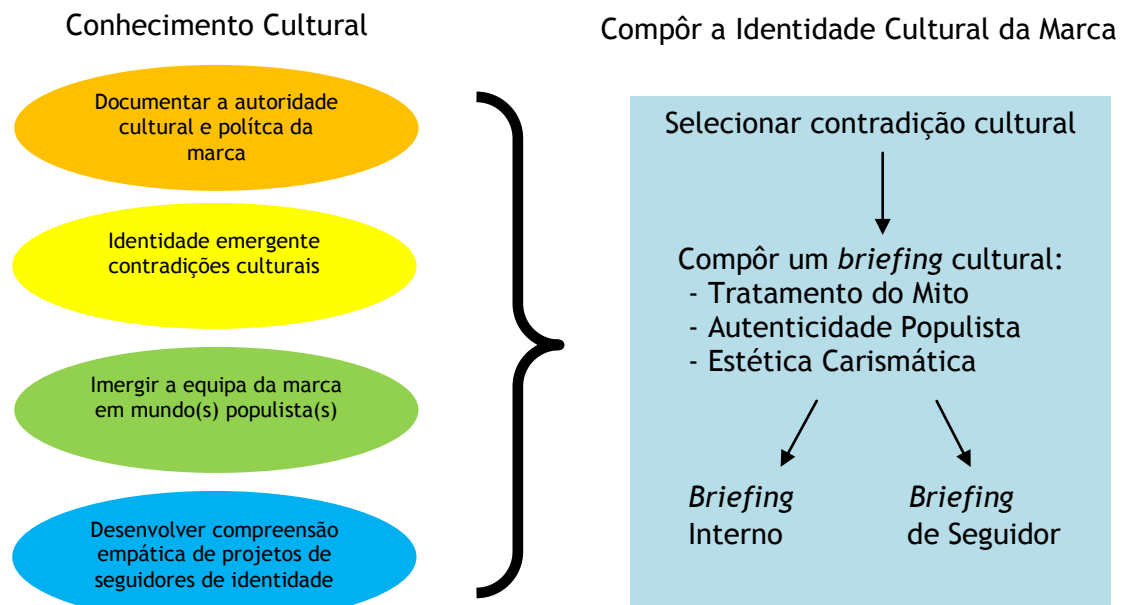 Conhecimento Cultural
Documentar a autoridade
cultural e polítca da
marca
Identidade emergente
contradições culturais
Imergir a equipa da marca
em mundo(s) populista(s)
Desenvolver compreensão
empática de projetos de
seguidores de identidade
Compôr a Identidade Cultural da Marca
Selecionar contradição cultural
Compôr um briefing cultural:
- Tratamento do Mito
- Autenticidade Populista
- Estética Carismática
Briefing
Interno
Briefing
de Seguidor